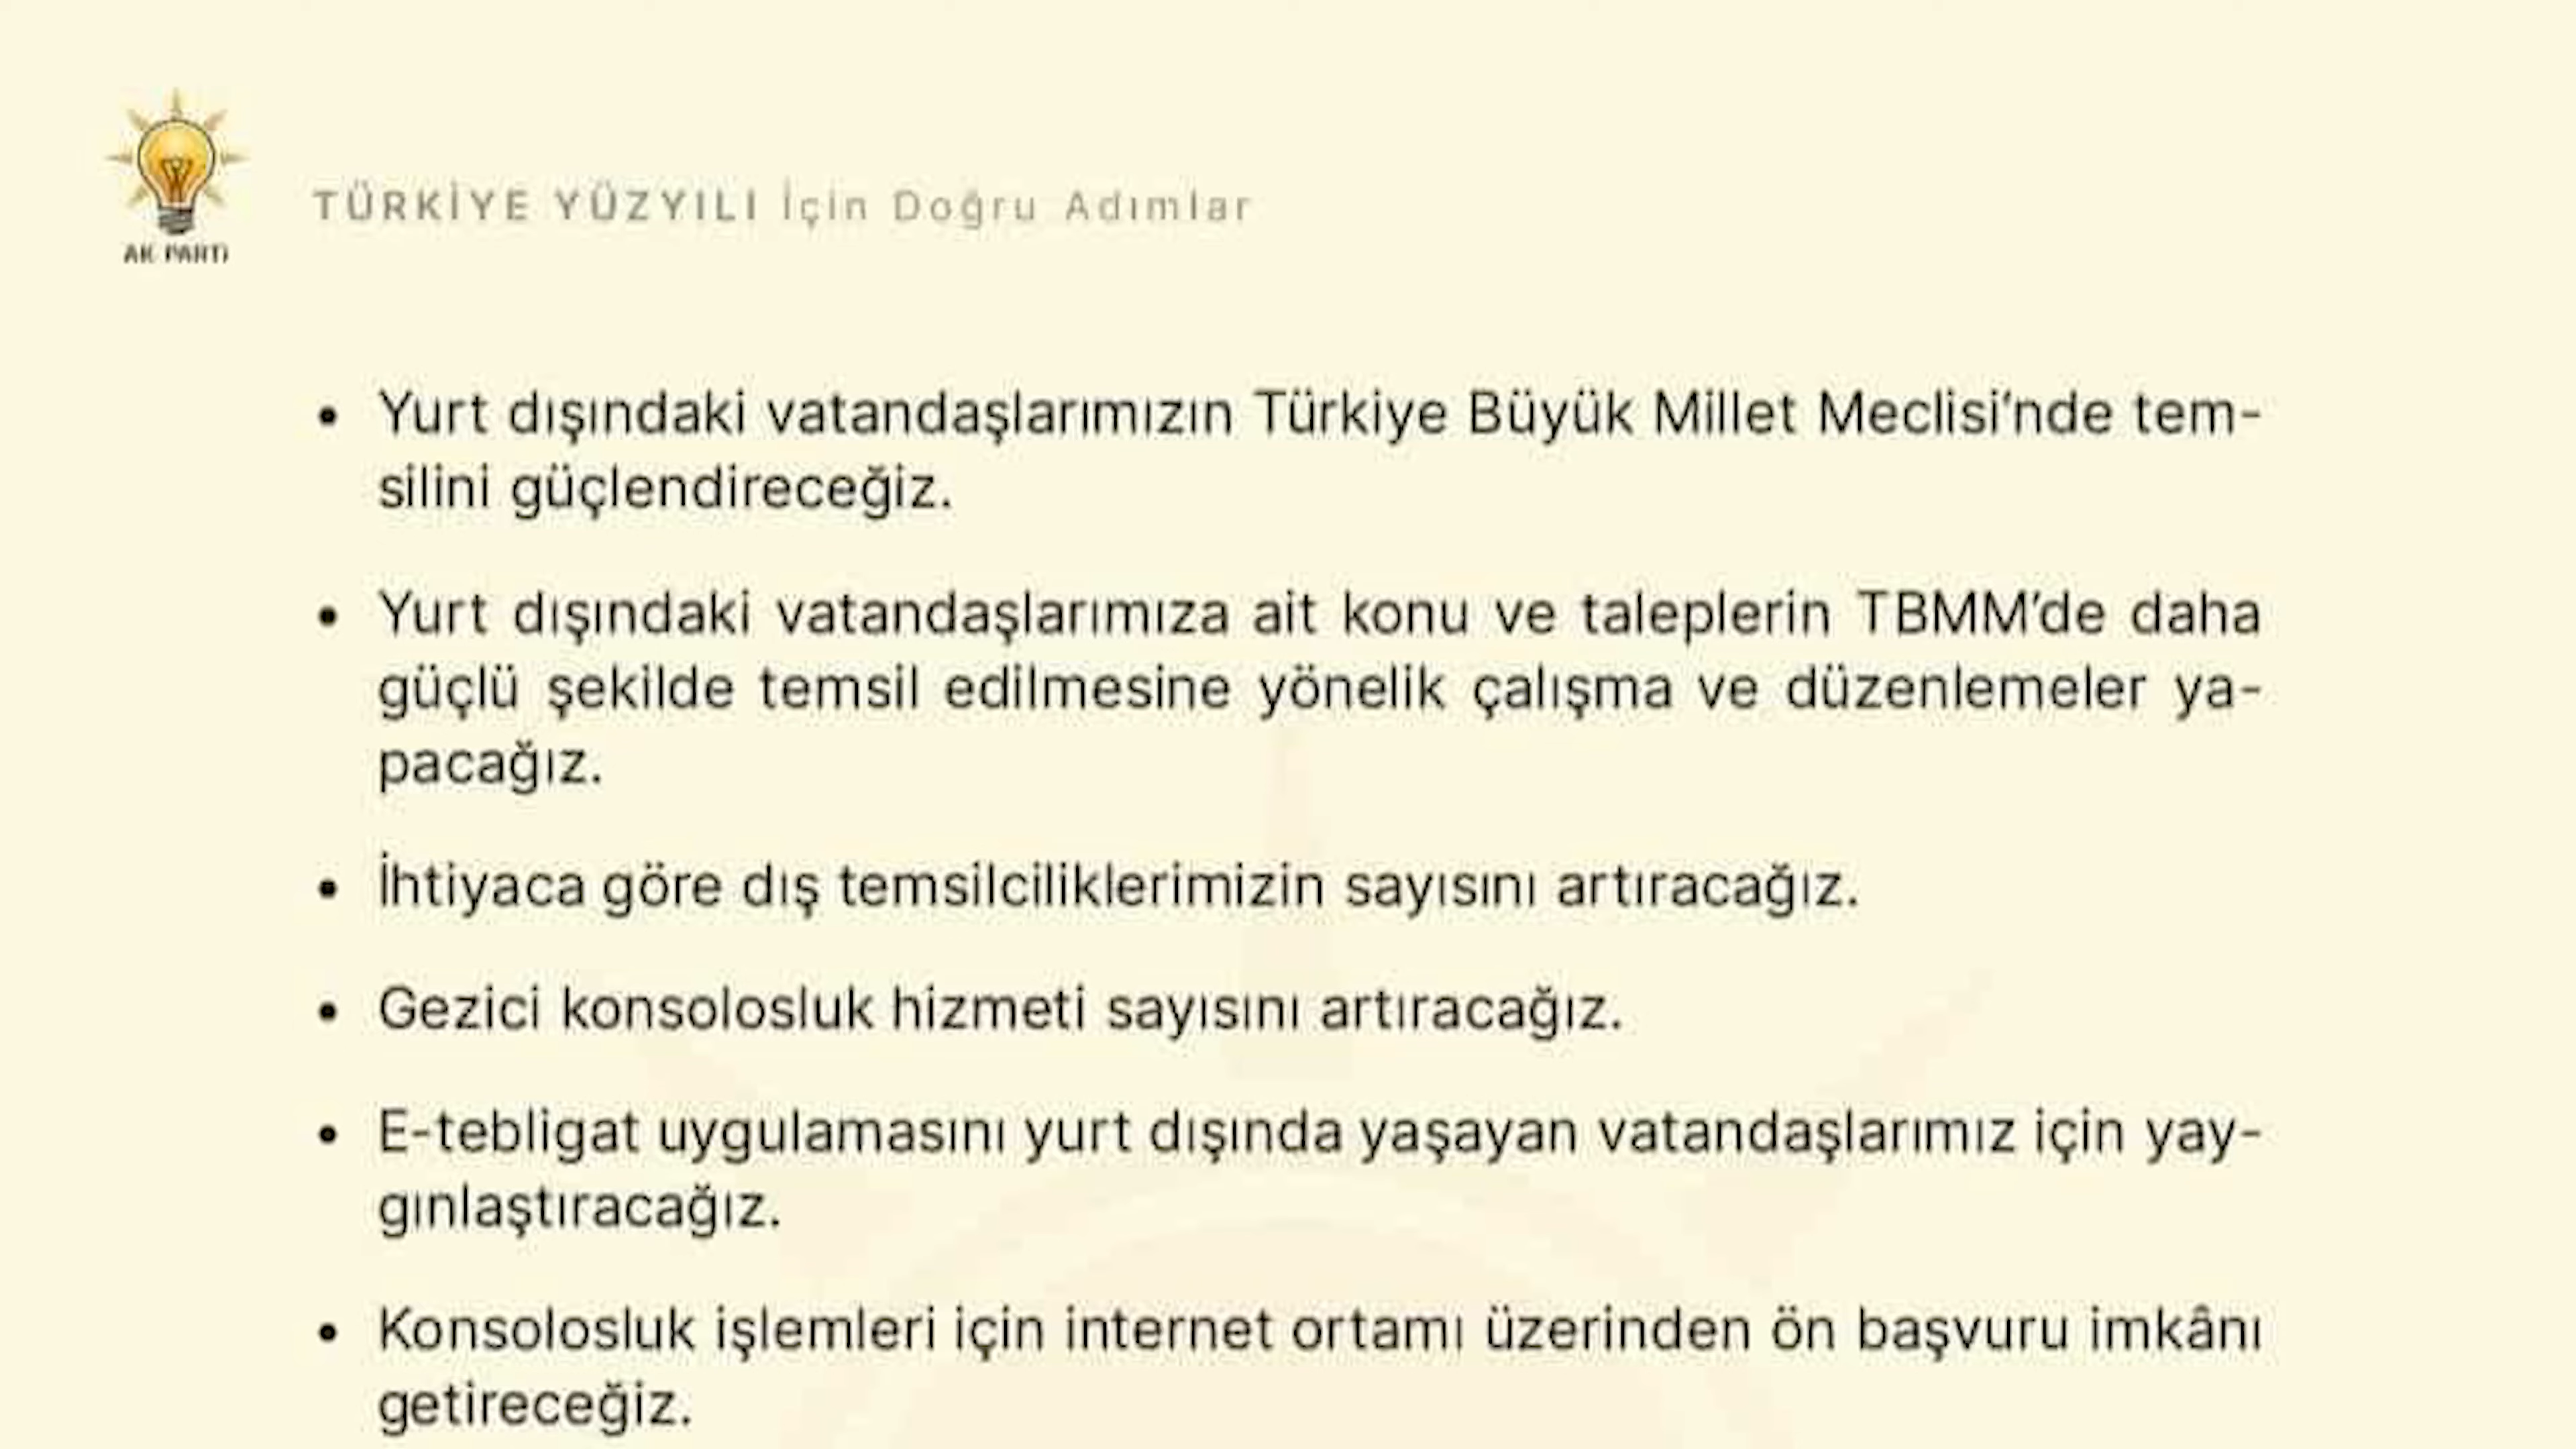 AK PARTİ
TÜRKİYE YÜZYILI İçin Doğru Adımlar
• Yurt dışındaki vatandaşlarımızın Türkiye Büyük Millet Meclisi’nde tem-
silini güçlendireceğiz.
• Yurt dışındaki vatandaşlarımıza ait konu ve taleplerin TBMM’de daha
güçlü şekilde temsil edilmesine yönelik çalışma ve düzenlemeler ya-
pacağız.
• İhtiyaca göre dış temsilciliklerimizin sayısını artıracağız.
• Gezici konsolosluk hizmeti sayısını artıracağız.
• E-tebligat uygulamasını yurt dışında yaşayan vatandaşlarımız için yay-
gınlaştıracağız.
• Konsolosluk işlemleri için internet ortamı üzerinden ön başvuru imkânı
getireceğiz.